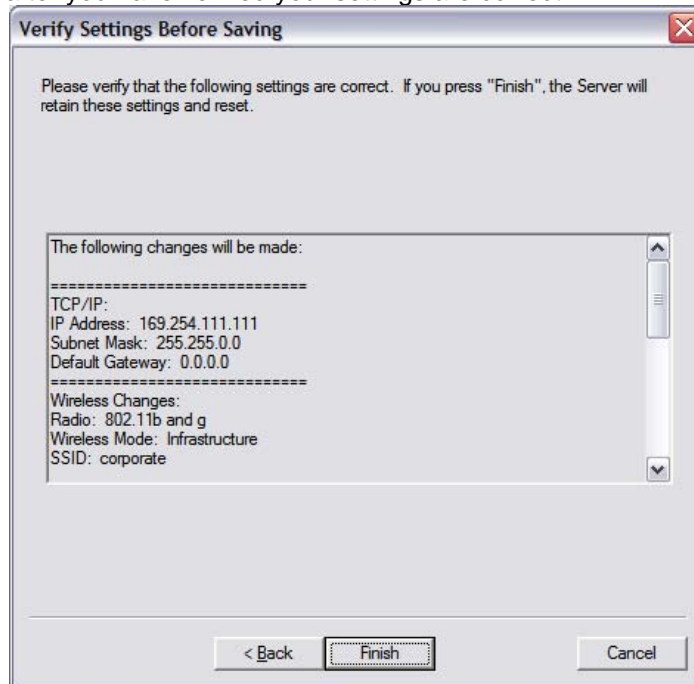 Verify Settings Before Saving
Please verify that the following settings are correct. If you press "Finish", the Server will
retain these settings and reset.
The following changes will be made:
============================
TCP/IP:
IP Address: 169.254.111.111
Subnet Mask: 255.255.0.0
Default Gateway: 0.0.0.0
============================
Wireless Changes:
Radio: 802.11b and g
Wireless Mode: Infrastructure
SSID: corporate
< Back Finish Cancel